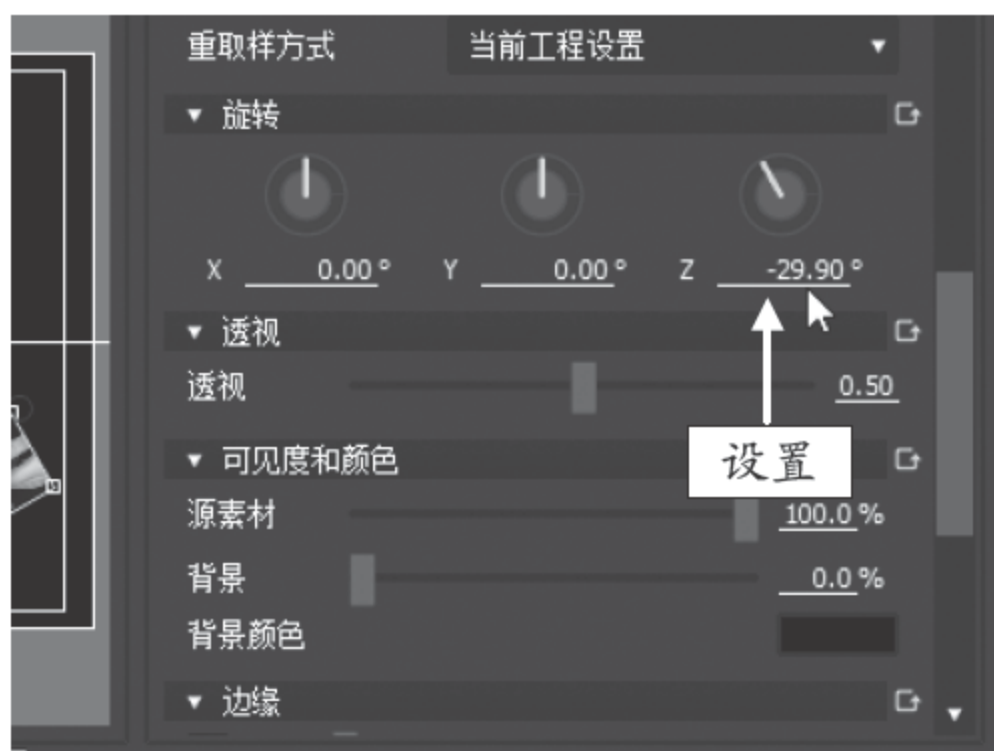 重取样方式 当前工程设置
旋转
X 0.00° Y 0.00° Z -29.90°
透视
透视 0.50
设置
可见度和颜色
源素材 100.0%
背景 0.0%
背景颜色
边缘